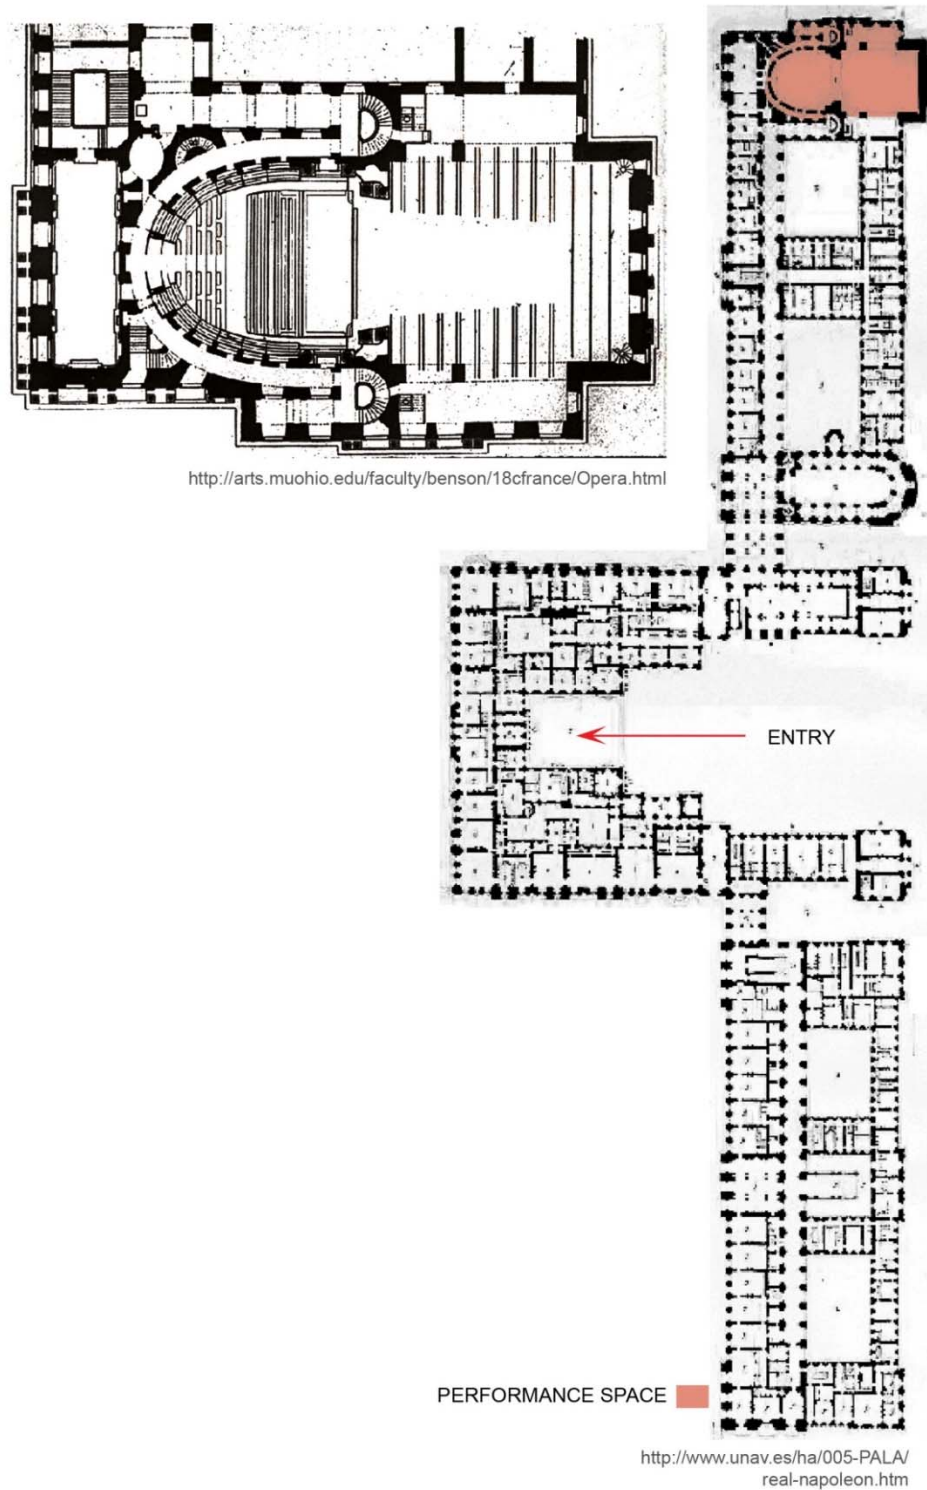 http://arts.muohio.edu/faculty/benson/18cfrance/Opera.html
ENTRY
PERFORMANCE SPACE
http://www.unav.es/ha/005-PALA/
real-napoleon.htm